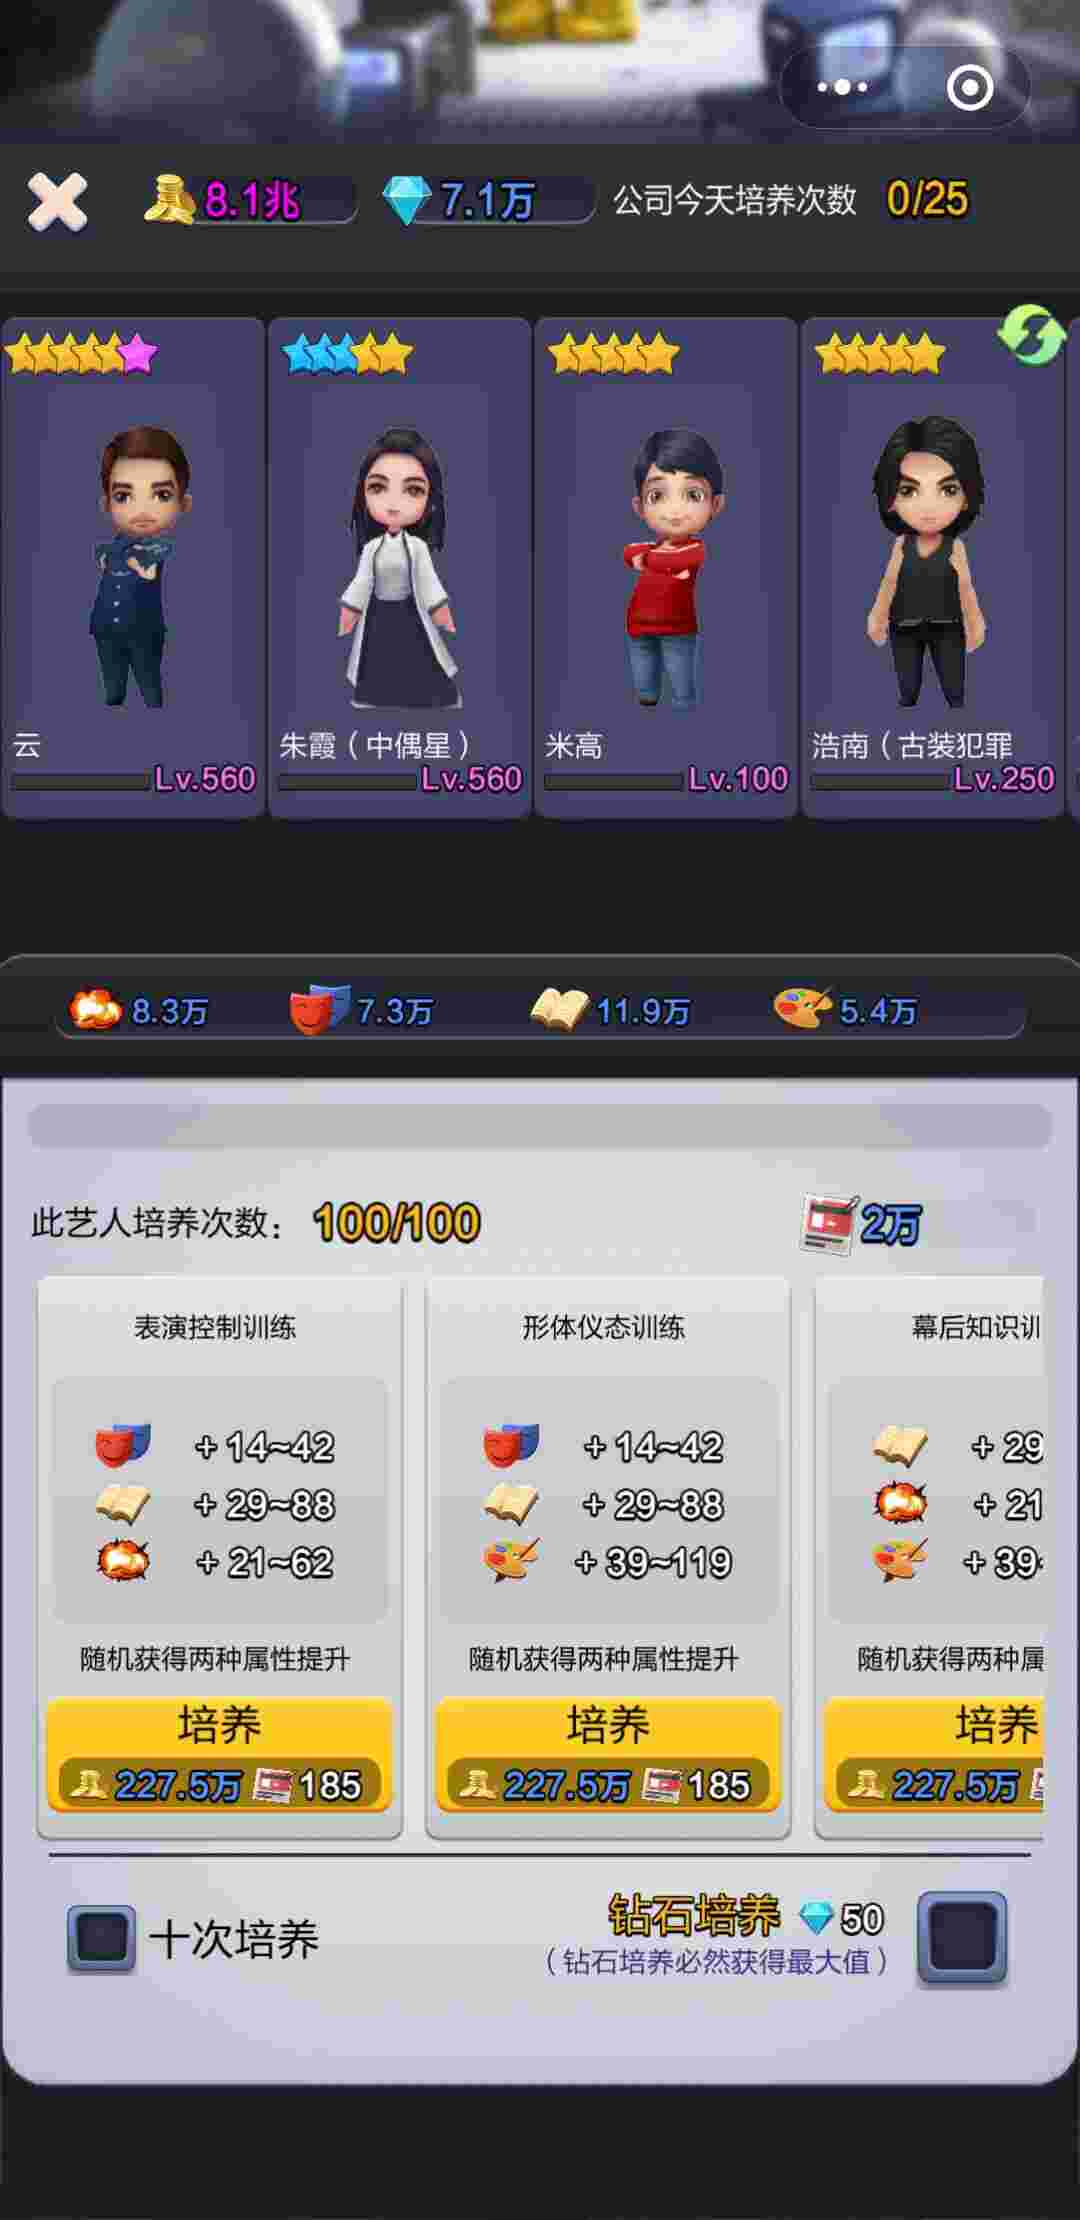 8.1兆 7.1万 公司今天培养次数 0/25
云 朱霞（中偶星） 米高 浩南（古装犯罪
Lv.560 Lv.560 Lv.100 Lv.250
8.3万 7.3万 11.9万 5.4万
此艺人培养次数： 100/100 2万
表演控制训练 形体仪态训练 幕后知识训
+14~42 +14~42 +29
+29~88 +29~88 +21
+21~62 +39~119 +39
随机获得两种属性提升 随机获得两种属性提升 随机获得两种属
培养 培养 培养
227.5万 185 227.5万 185 227.5万
十次培养 钻石培养 50
（钻石培养必然获得最大值）